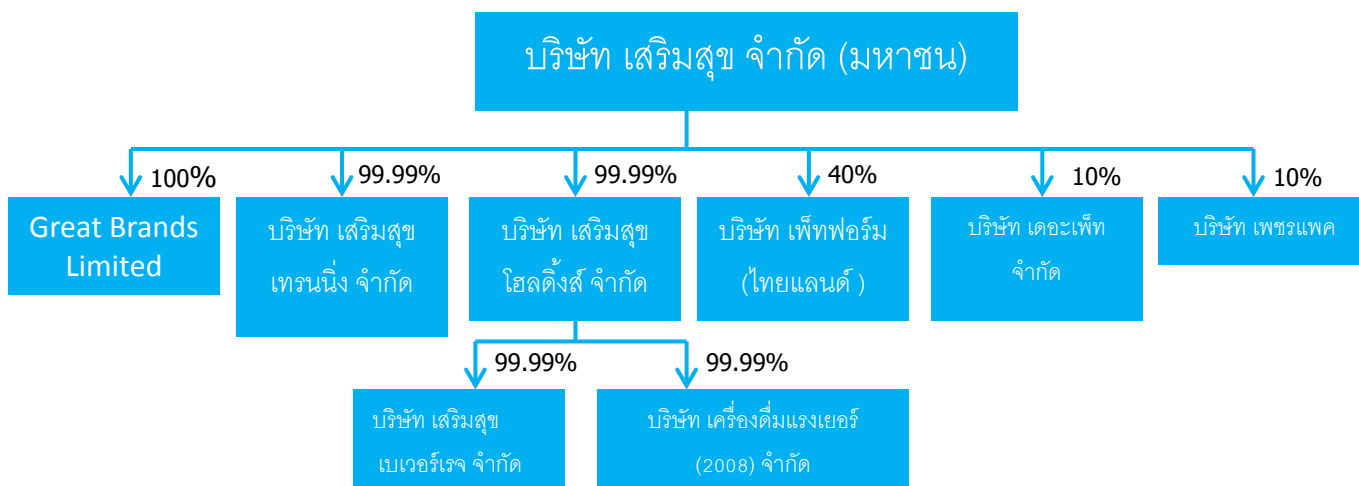 บริษัท เสริมสุข จำกัด (มหาชน)
100%
99.99%
99.99%
40%
10%
10%
Great Brands
Limited
บริษัท เสริมสุข
เทรนนิ่ง จำกัด
บริษัท เสริมสุข
โฮลดิ้งส์ จำกัด
บริษัท เพ็ทฟอร์ม
(ไทยแลนด์ )
บริษัท เดอะเพ็ท
จำกัด
บริษัท เพชรแพค
99.99%
99.99%
บริษัท เสริมสุข
เบเวอร์เรจ จำกัด
บริษัท เครื่องดื่มแรงเยอร์
(2008) จำกัด